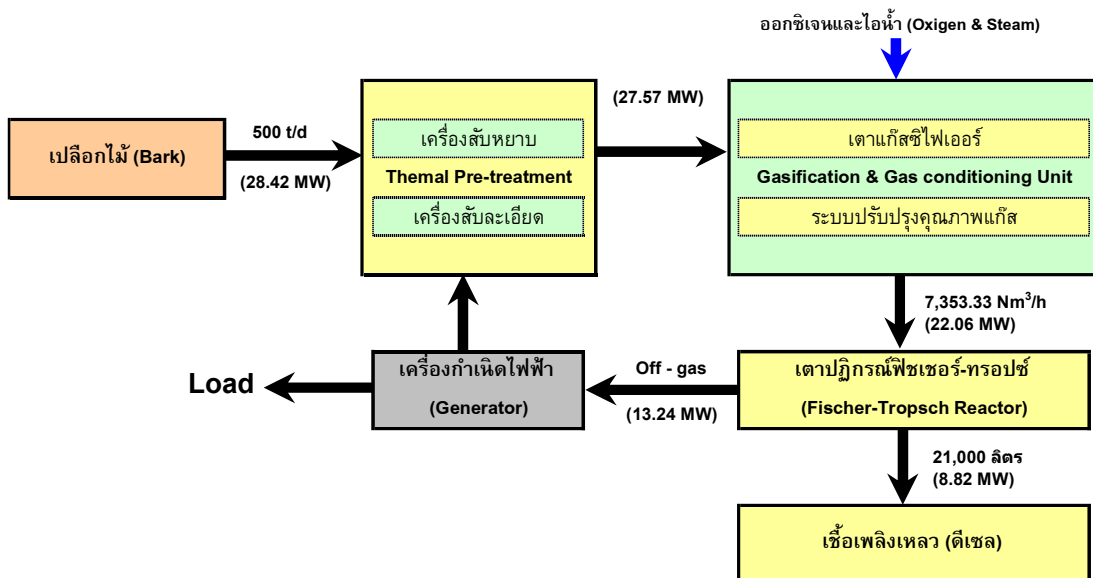 ออกซิเจนและไอน้ำ (Oxigen & Steam)
เปลือกไม้ (Bark)
500 t/d
(28.42 MW)
เครื่องสับหยาบ
Themal Pre-treatment
เครื่องสับละเอียด
(27.57 MW)
เตาแก๊สซิไฟเออร์
Gasification & Gas conditioning Unit
ระบบปรับปรุงคุณภาพแก๊ส
7,353.33 Nm³/h
(22.06 MW)
Load
เครื่องกำเนิดไฟฟ้า
(Generator)
Off - gas
(13.24 MW)
เตาปฏิกรณ์ฟิชเชอร์-ทรอปซ์
(Fischer-Tropsch Reactor)
21,000 ลิตร
(8.82 MW)
เชื้อเพลิงเหลว (ดีเซล)